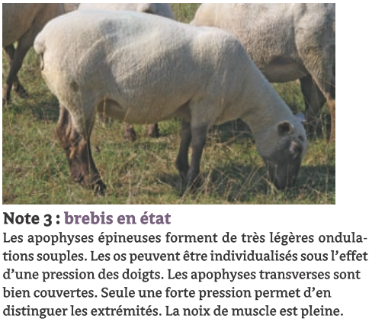 Note 3 : brebis en état
Les apophyses épineuses forment de très légères ondula-
tions souples. Les os peuvent être individualisés sous l'effet
d'une pression des doigts. Les apophyses transverses sont
bien couvertes. Seule une forte pression permet d'en
distinguer les extrémités. La noix de muscle est pleine.